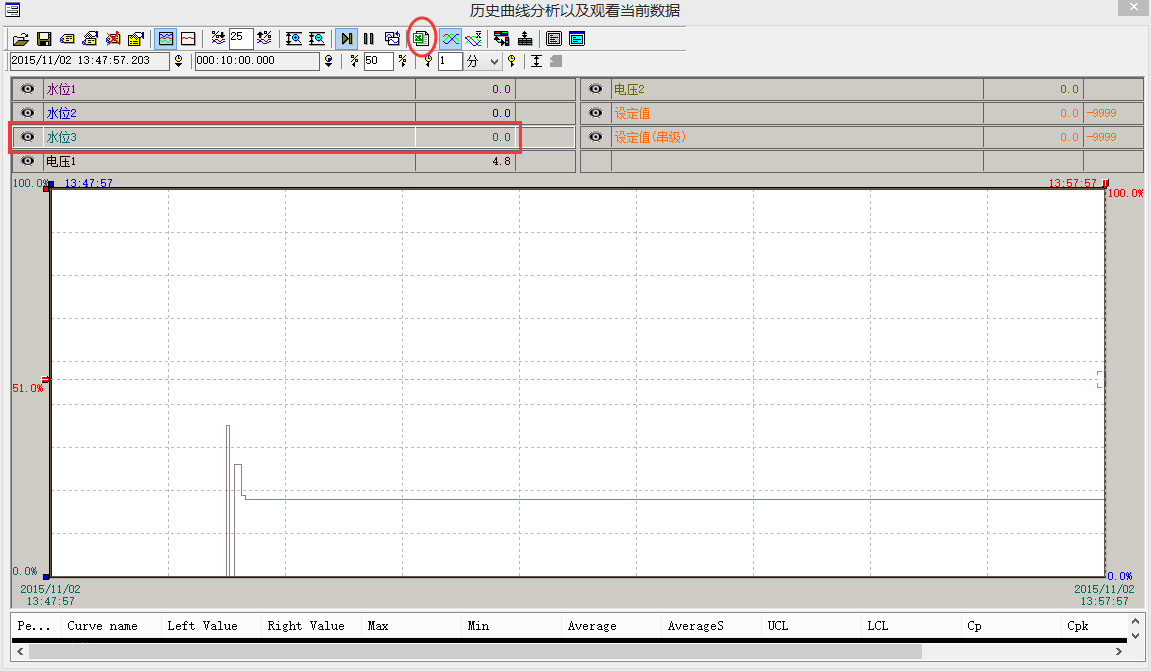 历史曲线分析以及观看当前数据
25
2015/11/02 13:47:57.203 000:10:00.000 50 1 分
水位1 0.0 电压2 0.0
水位2 0.0 设定值 0.0 -9999
水位3 0.0 设定值(串级) 0.0 -9999
电压1 4.8
100.0% 13:47:57 13:57:57
100.0%
51.0%
0.0% 0.0%
2015/11/02 2015/11/02
13:47:57 13:57:57
Pe... Curve name Left Value Right Value Max Min Average AverageS UCL LCL Cp Cpk